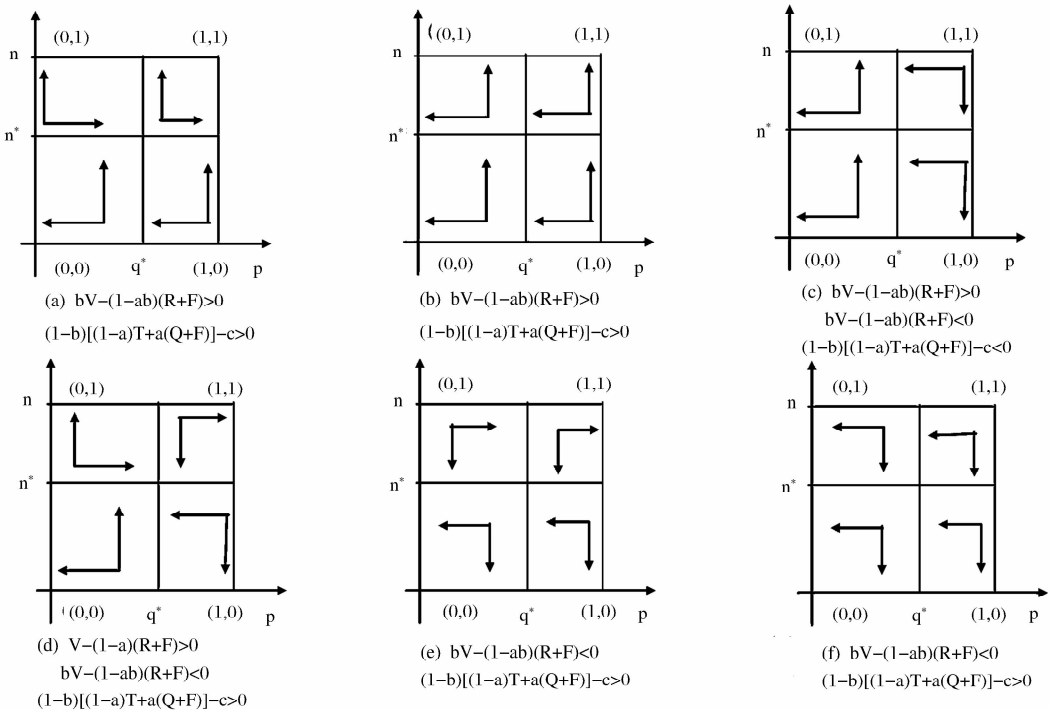 (0,1) (1,1)
n
n*
(0,0) q* (1,0) p
(a) bV−(1−ab)(R+F)>0
(1−b)[(1−a)T+a(Q+F)]−c>0
(0,1) (1,1)
n
n*
(0,0) q* (1,0) p
(b) bV−(1−ab)(R+F)>0
(1−b)[(1−a)T+a(Q+F)]−c>0
(0,1) (1,1)
n
n*
(0,0) q* (1,0) p
(c) bV−(1−ab)(R+F)>0
bV−(1−ab)(R+F)<0
(1−b)[(1−a)T+a(Q+F)]−c<0
(0,1) (1,1)
n
n*
(0,0) q* (1,0) p
(d) V−(1−a)(R+F)>0
bV−(1−ab)(R+F)<0
(1−b)[(1−a)T+a(Q+F)]−c>0
(0,1) (1,1)
n
n*
(0,0) q* (1,0) p
(e) bV−(1−ab)(R+F)<0
(1−b)[(1−a)T+a(Q+F)]−c>0
(0,1) (1,1)
n
n*
(0,0) q* (1,0) p
(f) bV−(1−ab)(R+F)<0
(1−b)[(1−a)T+a(Q+F)]−c>0